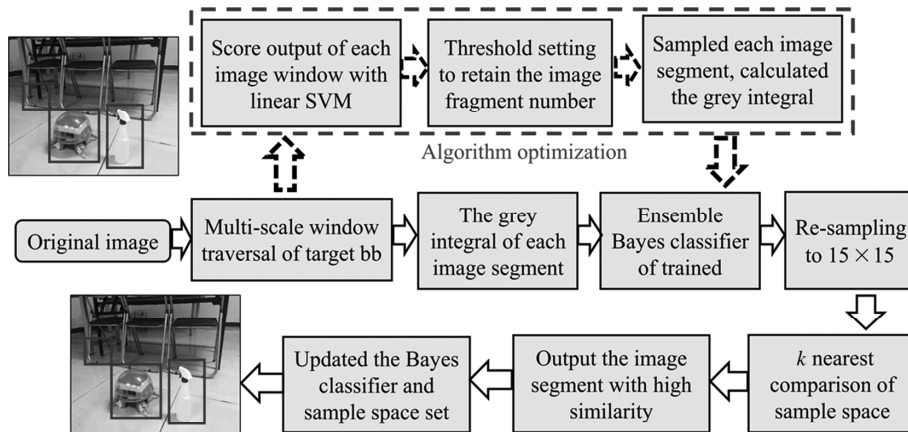 Score output of each
image window with
linear SVM
Threshold setting
to retain the image
fragment number
Sampled each image
segment, calculated
the grey integral
Algorithm optimization
Original image
Multi-scale window
traversal of target bb
The grey
integral of each
image segment
Ensemble
Bayes classifier
of trained
Re-sampling
to 15 × 15
k nearest
comparison of
sample space
Output the image
segment with high
similarity
Updated the Bayes
classifier and
sample space set